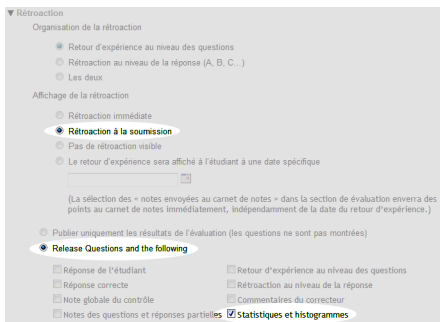 ▼ Rétroaction
Organisation de la rétroaction
Retour d'expérience au niveau des questions
Rétroaction au niveau de la réponse (A, B, C...)
Les deux
Affichage de la rétroaction
Rétroaction immédiate
Rétroaction à la soumission
Pas de rétroaction visible
Le retour d'expérience sera affiché à l'étudiant à une date spécifique
(La sélection des « notes envoyées au carnet de notes » dans la section de évaluation enverra des
points au carnet de notes immédiatement, indépendamment de la date du retour d'expérience.)
Publier uniquement les résultats de l'évaluation (les questions ne sont pas montrées)
Release Questions and the following
Réponse de l'étudiant Retour d'expérience au niveau des questions
Réponse correcte Rétroaction au niveau de la réponse
Note globale du contrôle Commentaires du correcteur
Notes des questions et réponses partielles Statistiques et histogrammes